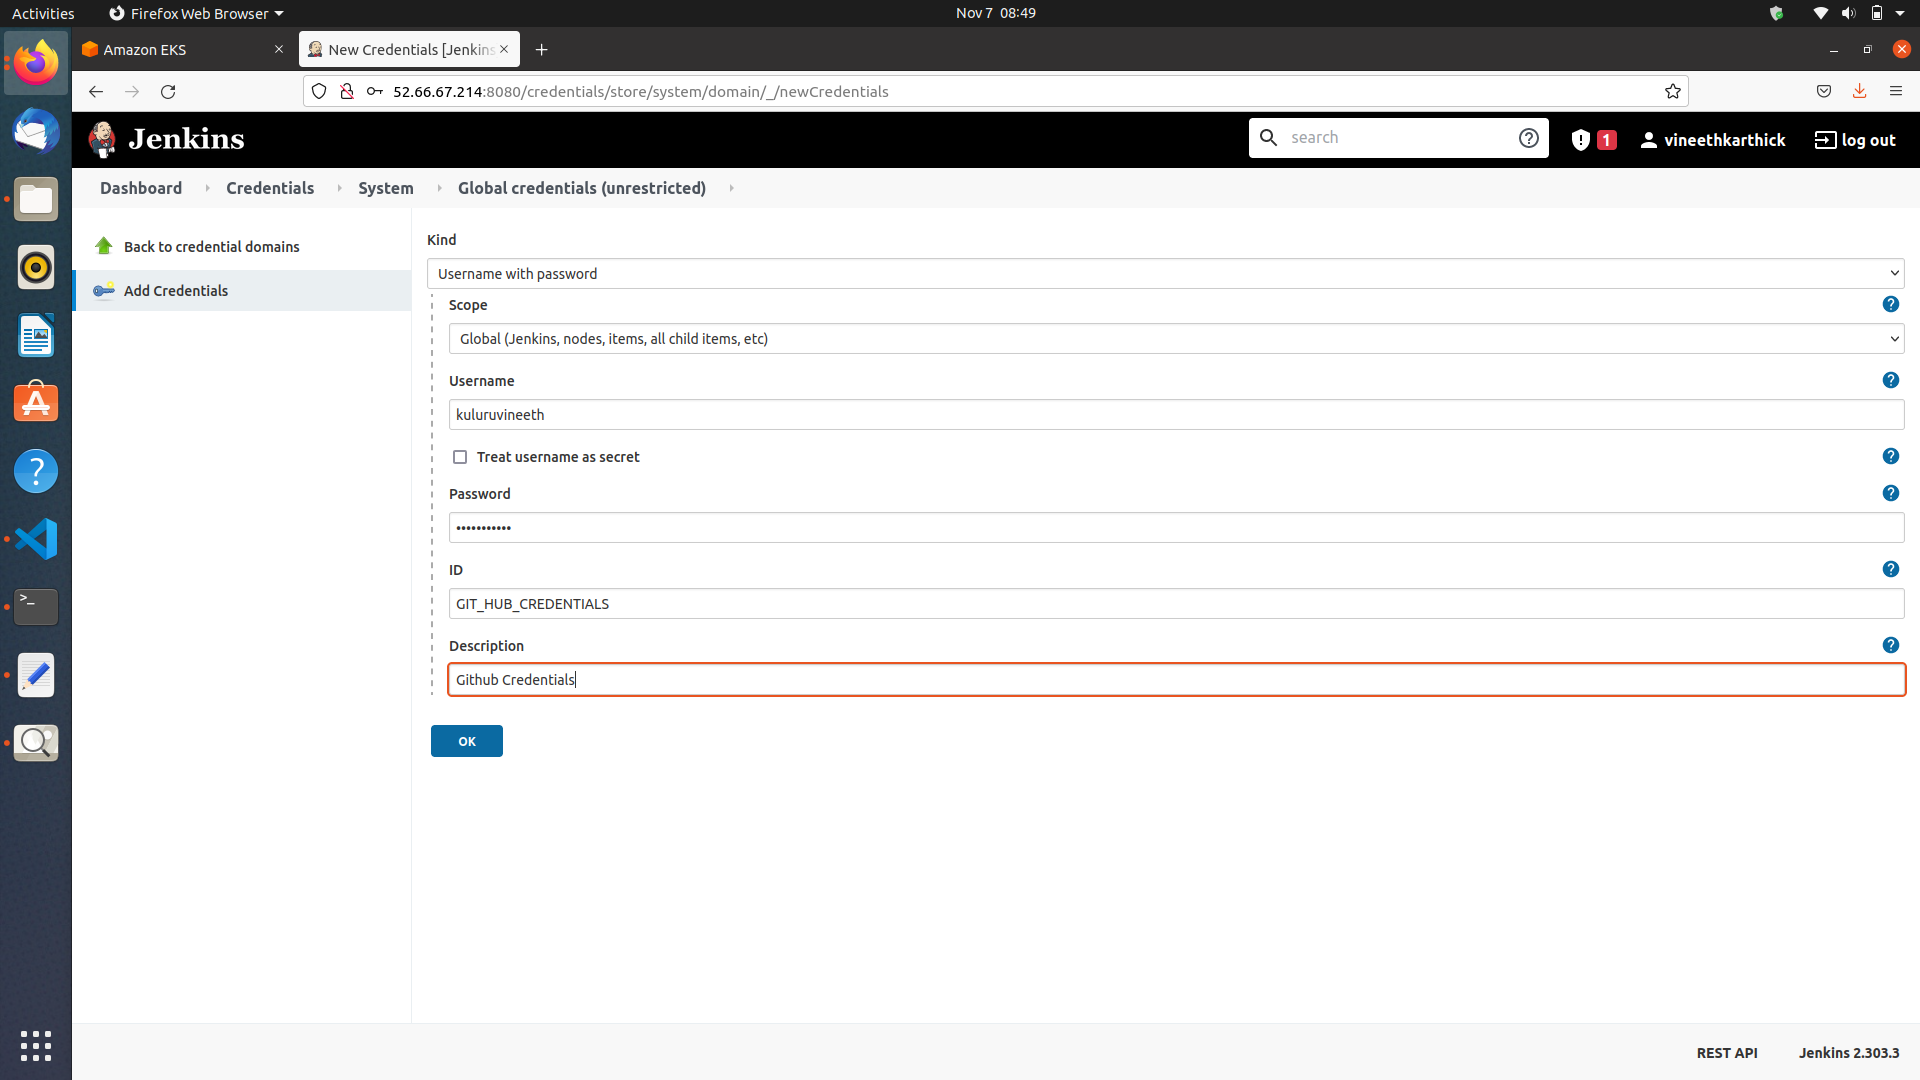 Activities
Firefox Web Browser
Nov 7 08:49
Amazon EKS
New Credentials [Jenkins
52.66.67.214:8080/credentials/store/system/domain/_/newCredentials
Jenkins
search
1
vineethkarthick
log out
Dashboard
Credentials
System
Global credentials (unrestricted)
Back to credential domains
Add Credentials
Kind
Username with password
Scope
Global (Jenkins, nodes, items, all child items, etc)
Username
kuluruvineeth
Treat username as secret
Password
•••••••••••
ID
GIT_HUB_CREDENTIALS
Description
Github Credentials
OK
REST API
Jenkins 2.303.3